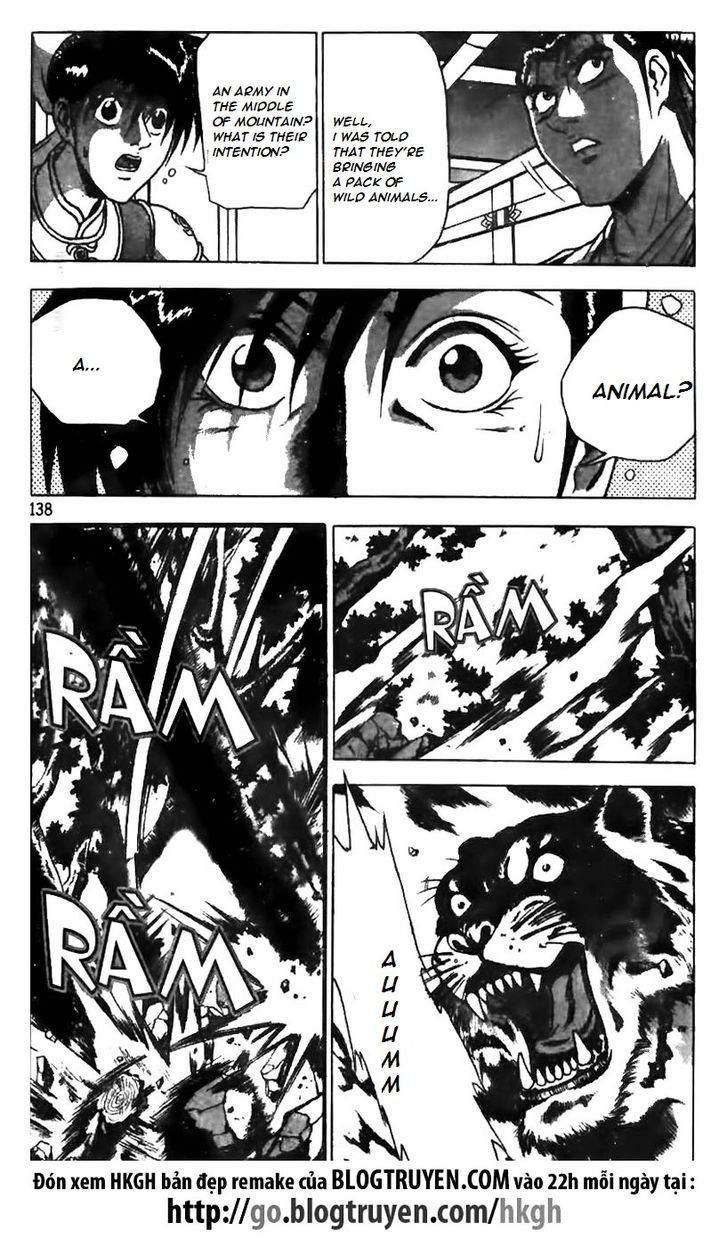 AN ARMY IN
THE MIDDLE
OF MOUNTAIN?
WHAT IS THEIR
INTENTION?
WELL,
I WAS TOLD
THAT THEY'RE
BRINGING
A PACK OF
WILD ANIMALS...
A...
ANIMAL?
138
RẦM
RẦM
RẦM
A
U
U
U
U
M
M
Đón xem HKGH bản đẹp remake của BLOGTRUYEN.COM vào 22h mỗi ngày tại :
http://go.blogtruyen.com/hkgh